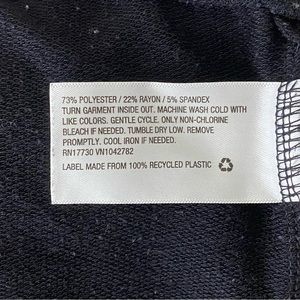 73% POLYESTER / 22% RAYON / 5% SPANDEX
TURN GARMENT INSIDE OUT. MACHINE WASH COLD WITH
LIKE COLORS. GENTLE CYCLE. ONLY NON-CHLORINE
BLEACH IF NEEDED. TUMBLE DRY LOW. REMOVE
PROMPTLY. COOL IRON IF NEEDED.
RN17730 VN1042782
LABEL MADE FROM 100% RECYCLED PLASTIC